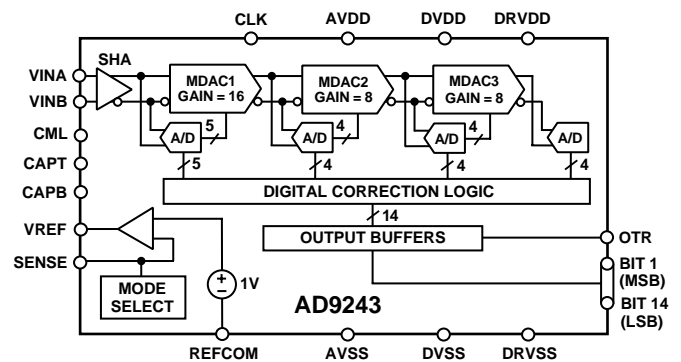 CLK AVDD DVDD DRVDD
SHA
VINA
VINB
MDAC1
GAIN = 16
MDAC2
GAIN = 8
MDAC3
GAIN = 8
CML
A/D
5
A/D
4
A/D
4
A/D
5
4
4
4
CAPT
CAPB
DIGITAL CORRECTION LOGIC
14
VREF
OUTPUT BUFFERS
OTR
SENSE
MODE
SELECT
+
–
1V
AD9243
BIT 1
(MSB)
BIT 14
(LSB)
REFCOM AVSS DVSS DRVSS